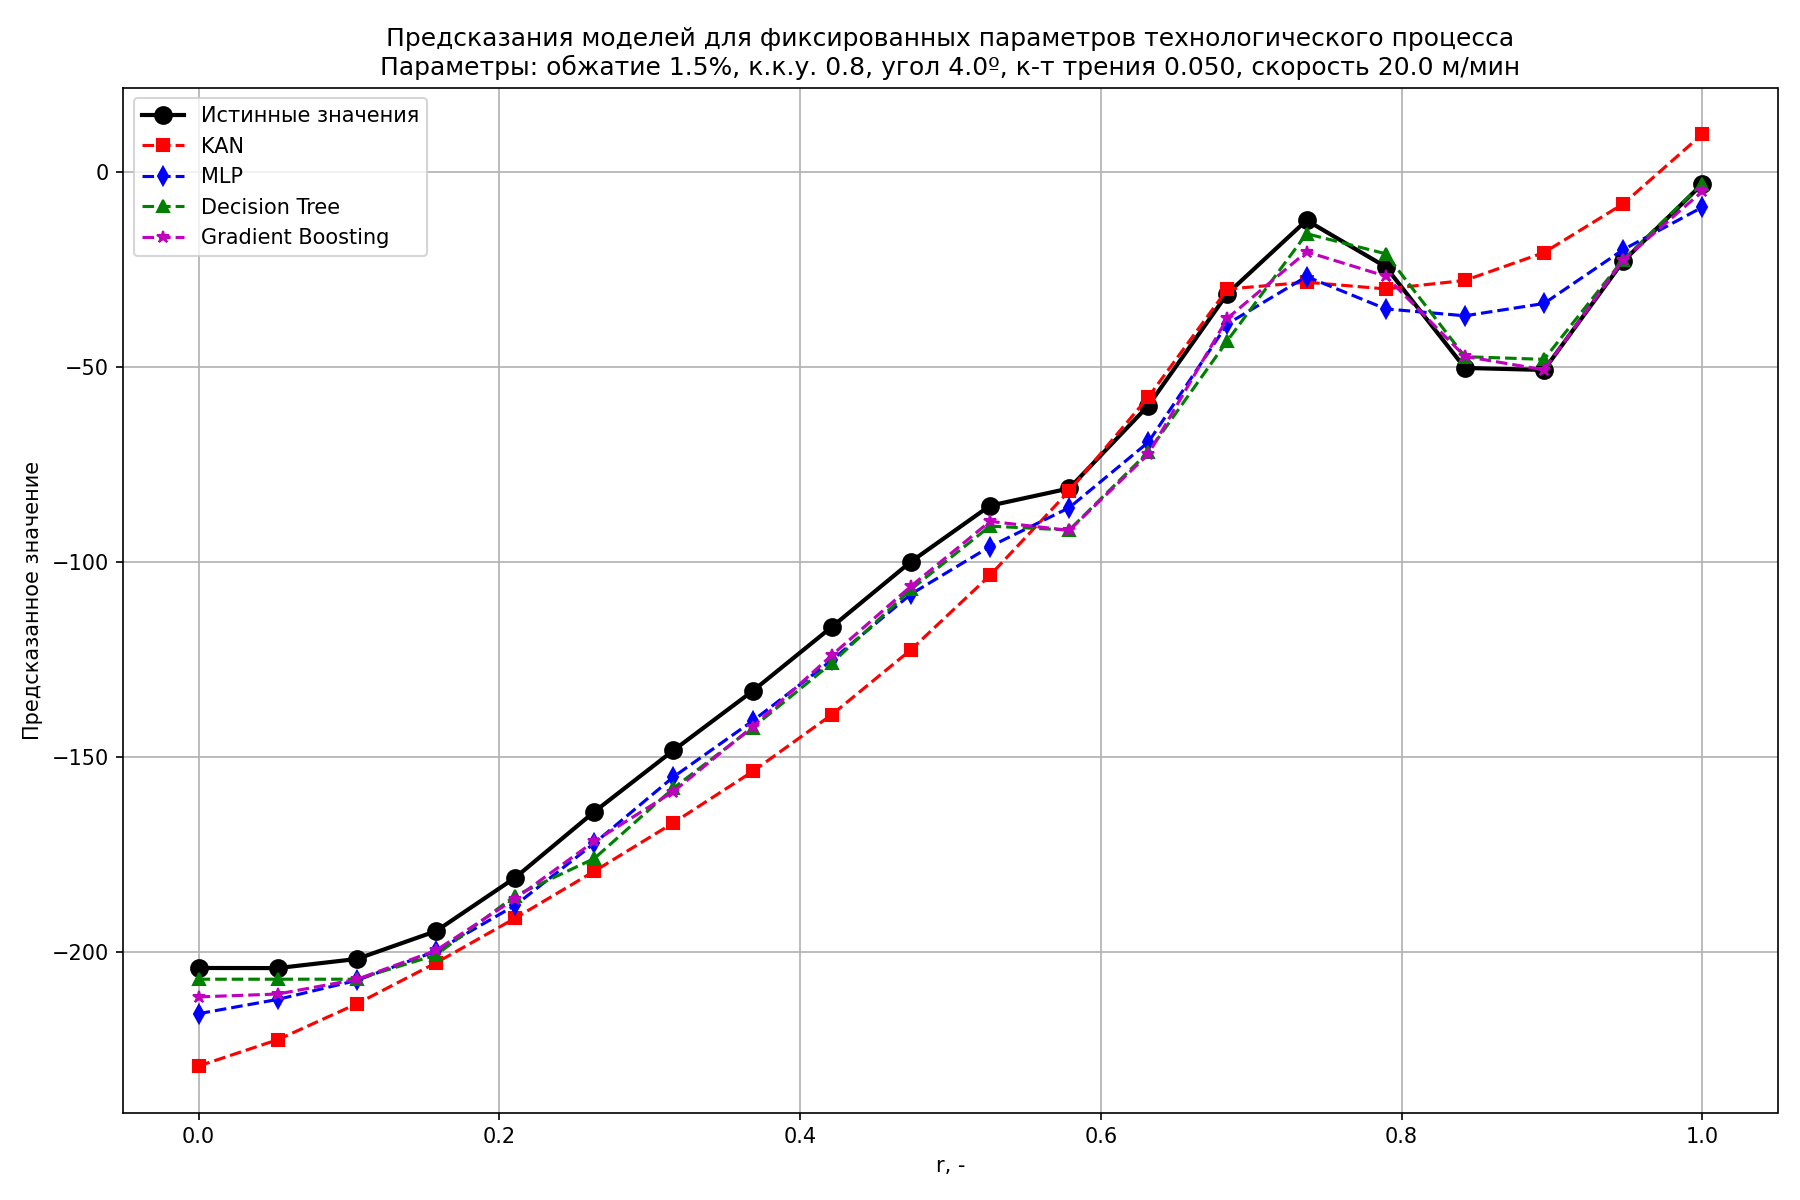 Предсказания моделей для фиксированных параметров технологического процесса
Параметры: обжатие 1.5%, к.к.у. 0.8, угол 4.0º, к-т трения 0.050, скорость 20.0 м/мин
Истинные значения
KAN
MLP
Decision Tree
Gradient Boosting
Предсказанное значение
0
−50
−100
−150
−200
0.0 0.2 0.4 0.6 0.8 1.0
r, -